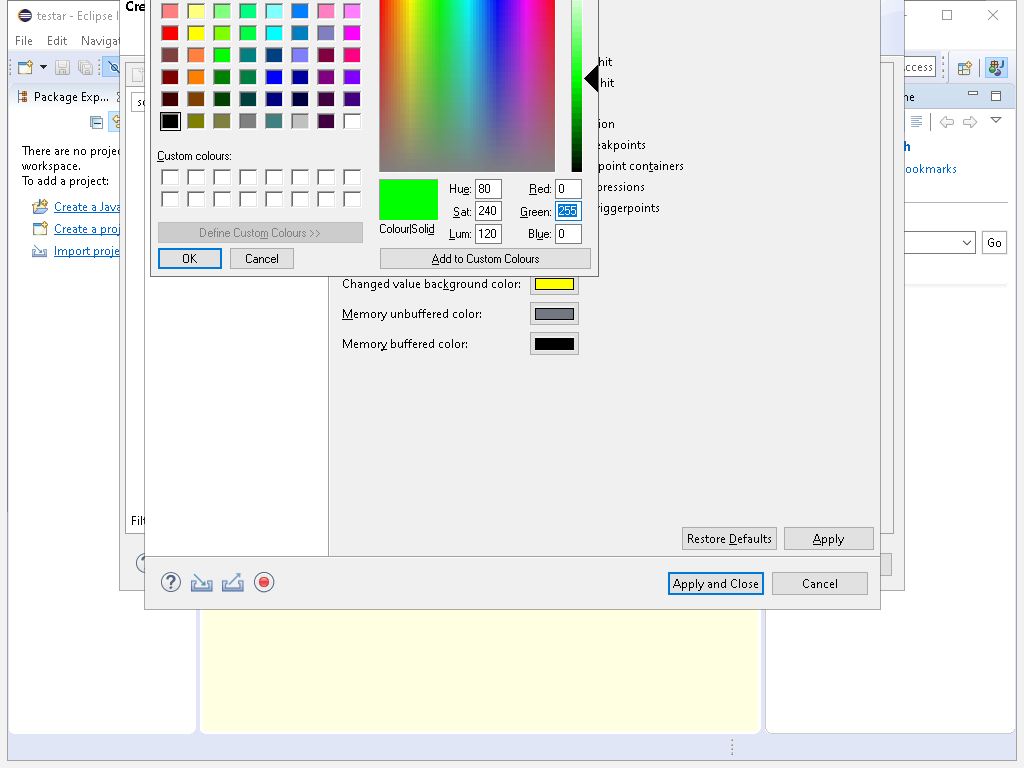 testar - Eclipse I
Cre
File Edit Naviga
ccess
Package Exp...
ne
There are no proje
workspace.
To add a project:
Create a Java
Create a proj
Import proje
Custom colours:
Define Custom Colours >>
OK
Cancel
Colour|Solid
Hue: 80
Sat: 240
Lum: 120
Red: 0
Green: 255
Blue: 0
Add to Custom Colours
hit
hit
ion
eakpoints
point containers
pressions
iggerpoints
h
ookmarks
Go
Changed value background color:
Memory unbuffered color:
Memory buffered color:
Filt
Restore Defaults
Apply
Apply and Close
Cancel